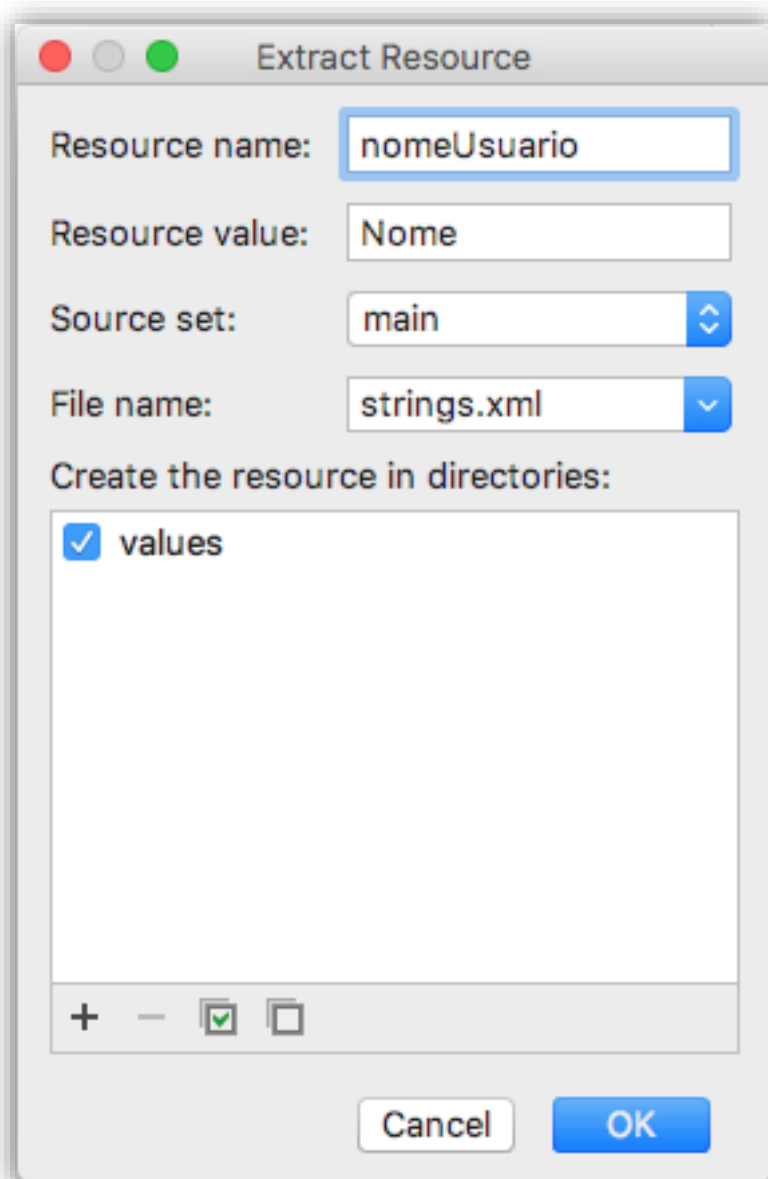 Extract Resource
Resource name: nomeUsuario
Resource value: Nome
Source set: main
File name: strings.xml
Create the resource in directories:
values
Cancel OK